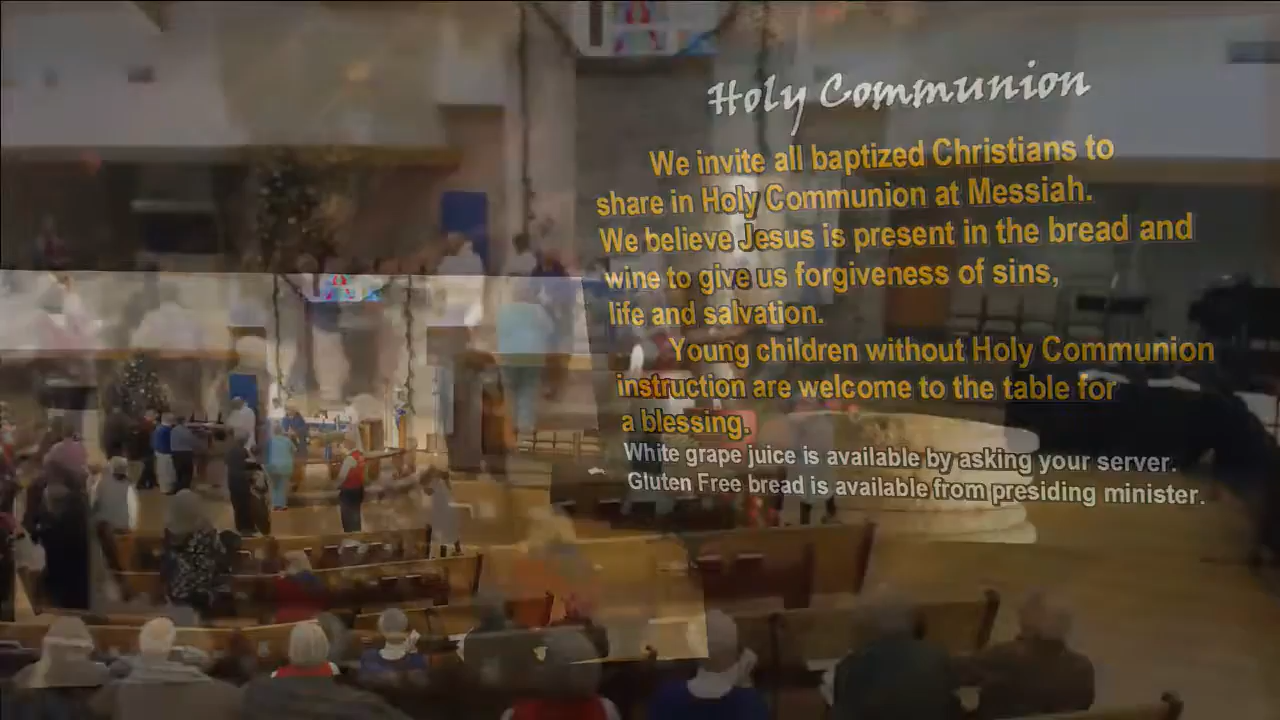 Holy Communion
We invite all baptized Christians to
share in Holy Communion at Messiah.
We believe Jesus is present in the bread and
wine to give us forgiveness of sins,
life and salvation.
Young children without Holy Communion
instruction are welcome to the table for
a blessing.
White grape juice is available by asking your server.
Gluten Free bread is available from presiding minister.